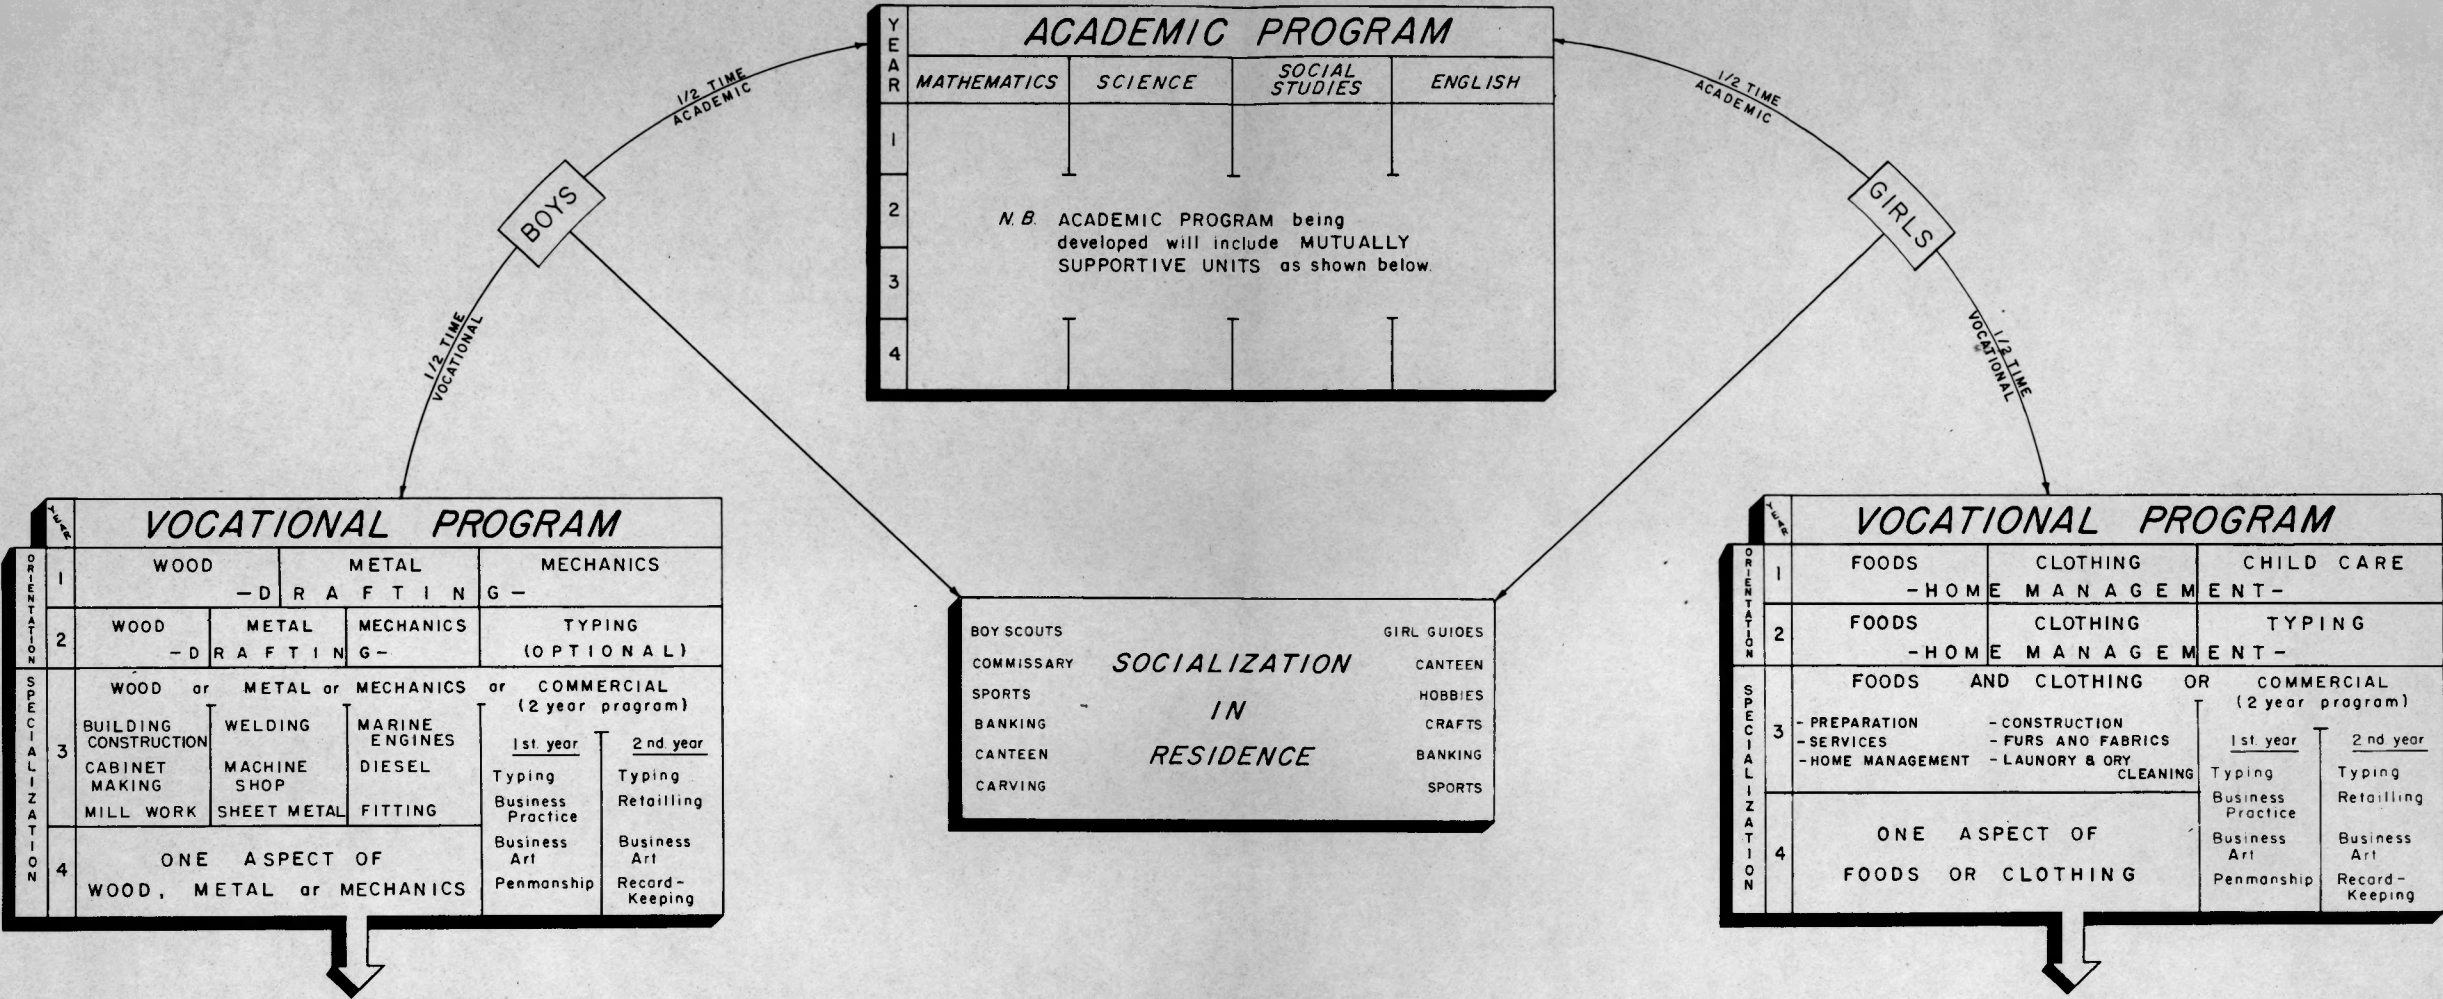 YEAR
ACADEMIC PROGRAM
MATHEMATICS SCIENCE SOCIAL STUDIES ENGLISH
1
2
3
4
N.B. ACADEMIC PROGRAM being
developed will include MUTUALLY
SUPPORTIVE UNITS as shown below.
1/2 TIME
ACADEMIC
BOYS
1/2 TIME
VOCATIONAL
1/2 TIME
ACADEMIC
GIRLS
1/2 TIME
VOCATIONAL
YEAR
VOCATIONAL PROGRAM
ORIENTATION
1
WOOD METAL MECHANICS
-DRAFTING-
2
WOOD METAL MECHANICS TYPING
-DRAFTING- (OPTIONAL)
SPECIALIZATION
3
WOOD or METAL or MECHANICS or COMMERCIAL
(2 year program)
BUILDING
CONSTRUCTION
CABINET
MAKING
MILL WORK
WELDING
MACHINE
SHOP
SHEET METAL
MARINE
ENGINES
DIESEL
FITTING
1st. year
Typing
Business
Practice
Business
Art
Penmanship
2nd. year
Typing
Retailling
Business
Art
Record-
Keeping
4
ONE ASPECT OF
WOOD, METAL or MECHANICS
BOY SCOUTS
COMMISSARY
SPORTS
BANKING
CANTEEN
CARVING
SOCIALIZATION
IN
RESIDENCE
GIRL GUIDES
CANTEEN
HOBBIES
CRAFTS
BANKING
SPORTS
YEAR
VOCATIONAL PROGRAM
ORIENTATION
1
FOODS CLOTHING CHILD CARE
-HOME MANAGEMENT-
2
FOODS CLOTHING TYPING
-HOME MANAGEMENT-
SPECIALIZATION
3
FOODS AND CLOTHING OR COMMERCIAL
(2 year program)
- PREPARATION
- SERVICES
- HOME MANAGEMENT
- CONSTRUCTION
- FURS AND FABRICS
- LAUNDRY & DRY
CLEANING
1st. year
Typing
Business
Practice
Business
Art
Penmanship
2nd year
Typing
Retailling
Business
Art
Record-
Keeping
4
ONE ASPECT OF
FOODS OR CLOTHING